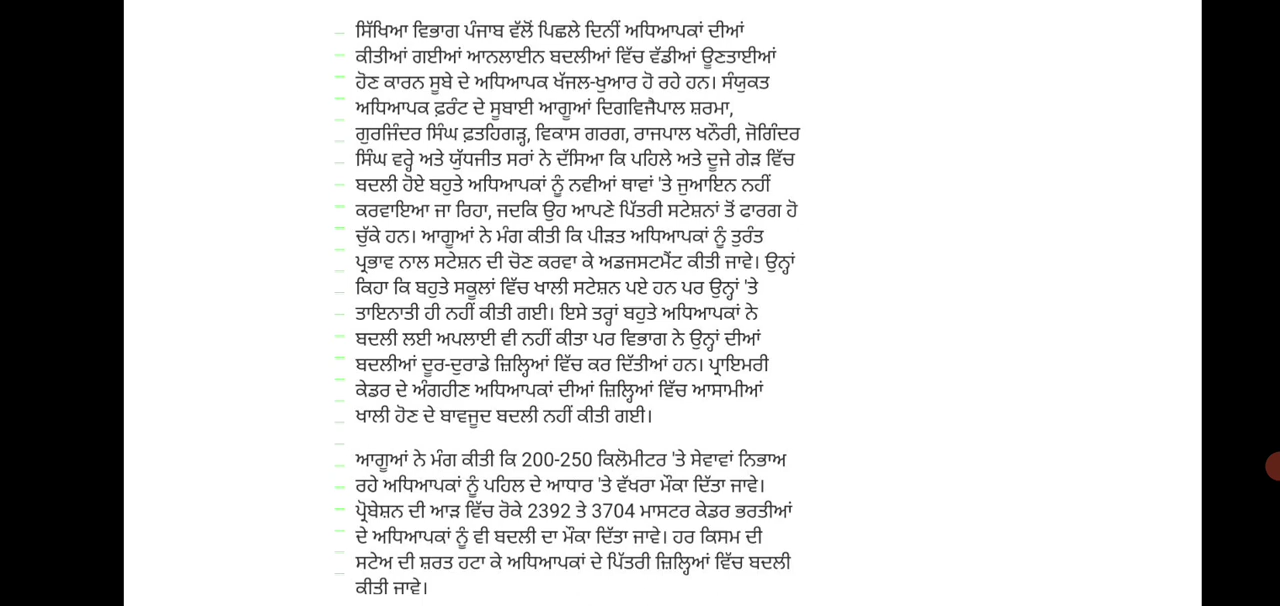 ਸਿੱਖਿਆ ਵਿਭਾਗ ਪੰਜਾਬ ਵੱਲੋਂ ਪਿਛਲੇ ਦਿਨੀਂ ਅਧਿਆਪਕਾਂ ਦੀਆਂ
ਕੀਤੀਆਂ ਗਈਆਂ ਆਨਲਾਈਨ ਬਦਲੀਆਂ ਵਿੱਚ ਵੱਡੀਆਂ ਊਣਤਾਈਆਂ
ਹੋਣ ਕਾਰਨ ਸੂਬੇ ਦੇ ਅਧਿਆਪਕ ਖੱਜਲ-ਖੁਆਰ ਹੋ ਰਹੇ ਹਨ। ਸੰਯੁਕਤ
ਅਧਿਆਪਕ ਫ਼ਰੰਟ ਦੇ ਸੂਬਾਈ ਆਗੂਆਂ ਦਿਗਵਿਜੈਪਾਲ ਸ਼ਰਮਾ,
ਗੁਰਜਿੰਦਰ ਸਿੰਘ ਫ਼ਤਹਿਗੜ੍ਹ, ਵਿਕਾਸ ਗਰਗ, ਰਾਜਪਾਲ ਖਨੌਰੀ, ਜੋਗਿੰਦਰ
ਸਿੰਘ ਵਰ੍ਹੇ ਅਤੇ ਯੁੱਧਜੀਤ ਸਰਾਂ ਨੇ ਦੱਸਿਆ ਕਿ ਪਹਿਲੇ ਅਤੇ ਦੂਜੇ ਗੇੜ ਵਿੱਚ
ਬਦਲੀ ਹੋਏ ਬਹੁਤੇ ਅਧਿਆਪਕਾਂ ਨੂੰ ਨਵੀਆਂ ਥਾਵਾਂ 'ਤੇ ਜੁਆਇਨ ਨਹੀਂ
ਕਰਵਾਇਆ ਜਾ ਰਿਹਾ, ਜਦਕਿ ਉਹ ਆਪਣੇ ਪਿੱਤਰੀ ਸਟੇਸ਼ਨਾਂ ਤੋਂ ਫਾਰਗ ਹੋ
ਚੁੱਕੇ ਹਨ। ਆਗੂਆਂ ਨੇ ਮੰਗ ਕੀਤੀ ਕਿ ਪੀੜਤ ਅਧਿਆਪਕਾਂ ਨੂੰ ਤੁਰੰਤ
ਪ੍ਰਭਾਵ ਨਾਲ ਸਟੇਸ਼ਨ ਦੀ ਚੋਣ ਕਰਵਾ ਕੇ ਅਡਜਸਟਮੈਂਟ ਕੀਤੀ ਜਾਵੇ। ਉਨ੍ਹਾਂ
ਕਿਹਾ ਕਿ ਬਹੁਤੇ ਸਕੂਲਾਂ ਵਿੱਚ ਖਾਲੀ ਸਟੇਸ਼ਨ ਪਏ ਹਨ ਪਰ ਉਨ੍ਹਾਂ 'ਤੇ
ਤਾਇਨਾਤੀ ਹੀ ਨਹੀਂ ਕੀਤੀ ਗਈ। ਇਸੇ ਤਰ੍ਹਾਂ ਬਹੁਤੇ ਅਧਿਆਪਕਾਂ ਨੇ
ਬਦਲੀ ਲਈ ਅਪਲਾਈ ਵੀ ਨਹੀਂ ਕੀਤਾ ਪਰ ਵਿਭਾਗ ਨੇ ਉਨ੍ਹਾਂ ਦੀਆਂ
ਬਦਲੀਆਂ ਦੂਰ-ਦੁਰਾਡੇ ਜ਼ਿਲ੍ਹਿਆਂ ਵਿੱਚ ਕਰ ਦਿੱਤੀਆਂ ਹਨ। ਪ੍ਰਾਇਮਰੀ
ਕੇਡਰ ਦੇ ਅੰਗਹੀਣ ਅਧਿਆਪਕਾਂ ਦੀਆਂ ਜ਼ਿਲ੍ਹਿਆਂ ਵਿੱਚ ਆਸਾਮੀਆਂ
ਖਾਲੀ ਹੋਣ ਦੇ ਬਾਵਜੂਦ ਬਦਲੀ ਨਹੀਂ ਕੀਤੀ ਗਈ।
ਆਗੂਆਂ ਨੇ ਮੰਗ ਕੀਤੀ ਕਿ 200-250 ਕਿਲੋਮੀਟਰ 'ਤੇ ਸੇਵਾਵਾਂ ਨਿਭਾਅ
ਰਹੇ ਅਧਿਆਪਕਾਂ ਨੂੰ ਪਹਿਲ ਦੇ ਆਧਾਰ 'ਤੇ ਵੱਖਰਾ ਮੌਕਾ ਦਿੱਤਾ ਜਾਵੇ।
ਪ੍ਰੋਬੇਸ਼ਨ ਦੀ ਆੜ ਵਿੱਚ ਰੋਕੇ 2392 ਤੇ 3704 ਮਾਸਟਰ ਕੇਡਰ ਭਰਤੀਆਂ
ਦੇ ਅਧਿਆਪਕਾਂ ਨੂੰ ਵੀ ਬਦਲੀ ਦਾ ਮੌਕਾ ਦਿੱਤਾ ਜਾਵੇ। ਹਰ ਕਿਸਮ ਦੀ
ਸਟੇਅ ਦੀ ਸ਼ਰਤ ਹਟਾ ਕੇ ਅਧਿਆਪਕਾਂ ਦੇ ਪਿੱਤਰੀ ਜ਼ਿਲ੍ਹਿਆਂ ਵਿੱਚ ਬਦਲੀ
ਕੀਤੀ ਜਾਵੇ।